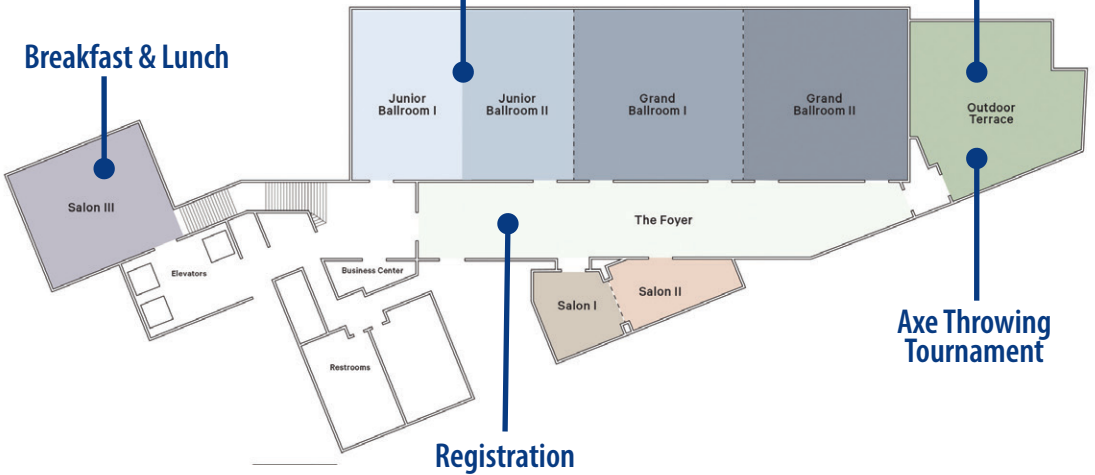 Breakfast & Lunch
Junior
Ballroom I
Junior
Ballroom II
Grand
Ballroom I
Grand
Ballroom II
Outdoor
Terrace
Salon III
The Foyer
Elevators
Business Center
Salon I
Salon II
Restrooms
Axe Throwing
Tournament
Registration